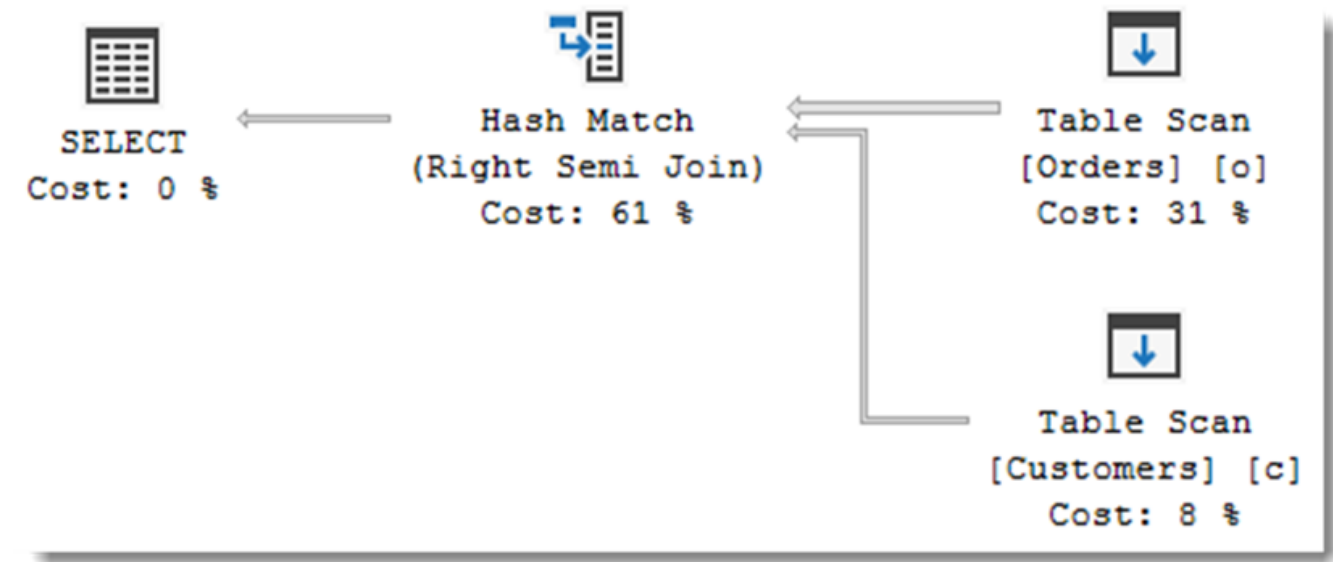 SELECT
Cost: 0 %
Hash Match
(Right Semi Join)
Cost: 61 %
Table Scan
[Orders] [o]
Cost: 31 %
Table Scan
[Customers] [c]
Cost: 8 %